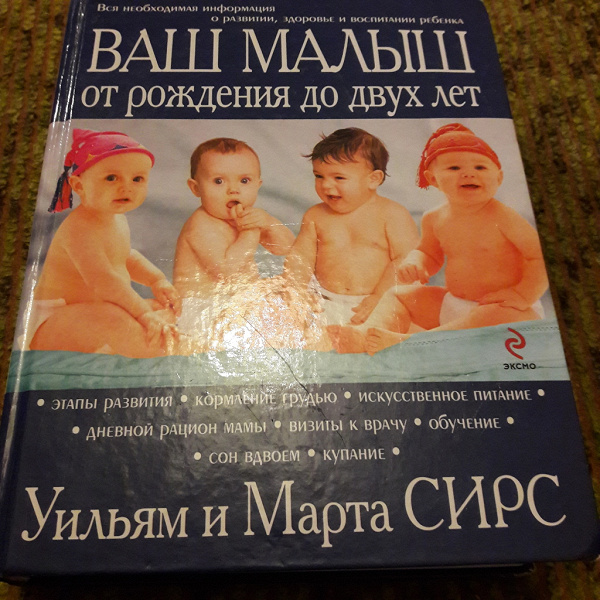 Вся необходимая информация
о развитии, здоровье и воспитании ребенка
ВАШ МАЛЫШ
от рождения до двух лет
ЭКСМО
• этапы развития • кормление грудью • искусственное питание •
• дневной рацион мамы • визиты к врачу • обучение •
• сон вдвоем • купание •
Уильям и Марта СИРС